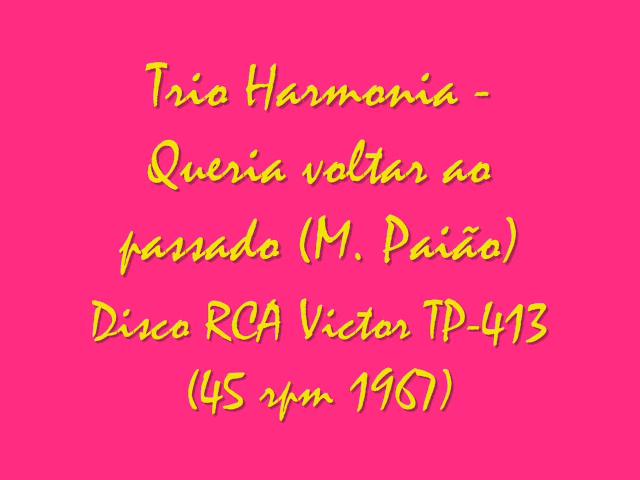 Trio Harmonia -
Queria voltar ao
passado (M. Paião)
Disco RCA Victor TP-413
(45 rpm 1967)